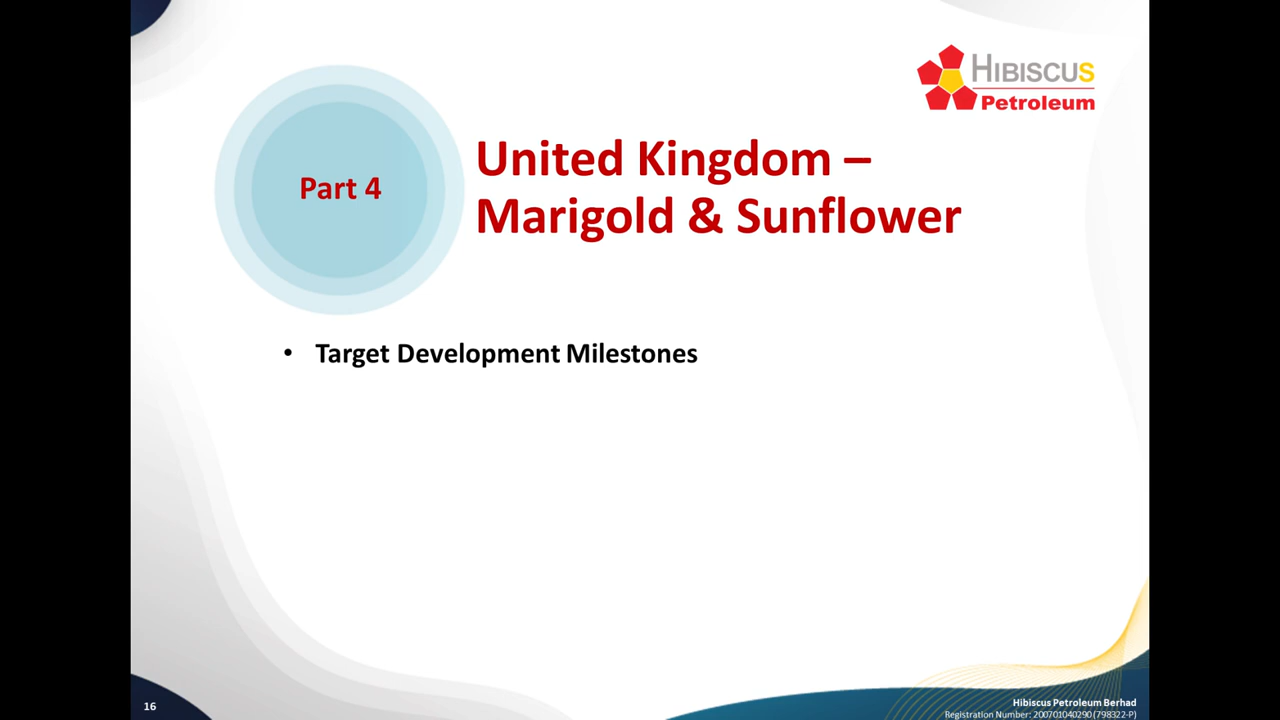 HIBISCUS
Petroleum
Part 4
United Kingdom –
Marigold & Sunflower
• Target Development Milestones
16
Hibiscus Petroleum Berhad
Registration Number: 200701040290 (798322-P)